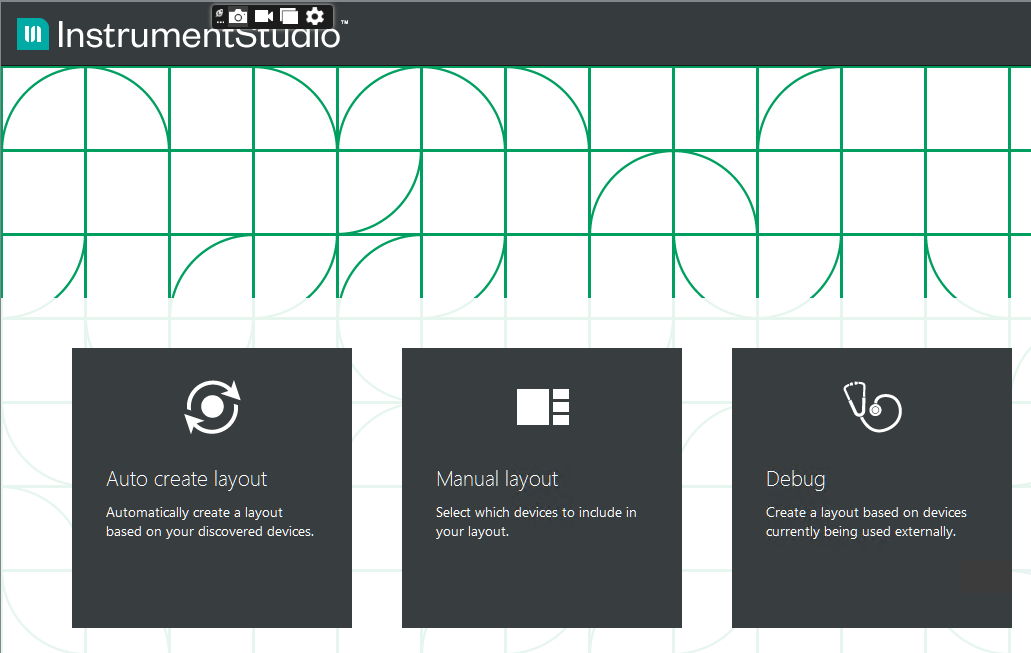 InstrumentStudio™
Auto create layout
Automatically create a layout
based on your discovered devices.
Manual layout
Select which devices to include in
your layout.
Debug
Create a layout based on devices
currently being used externally.